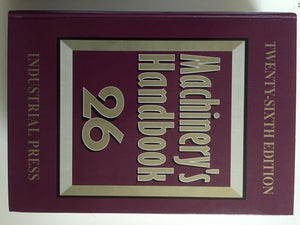 TWENTY-SIXTH EDITION
Machinery's
Handbook
26
INDUSTRIAL PRESS